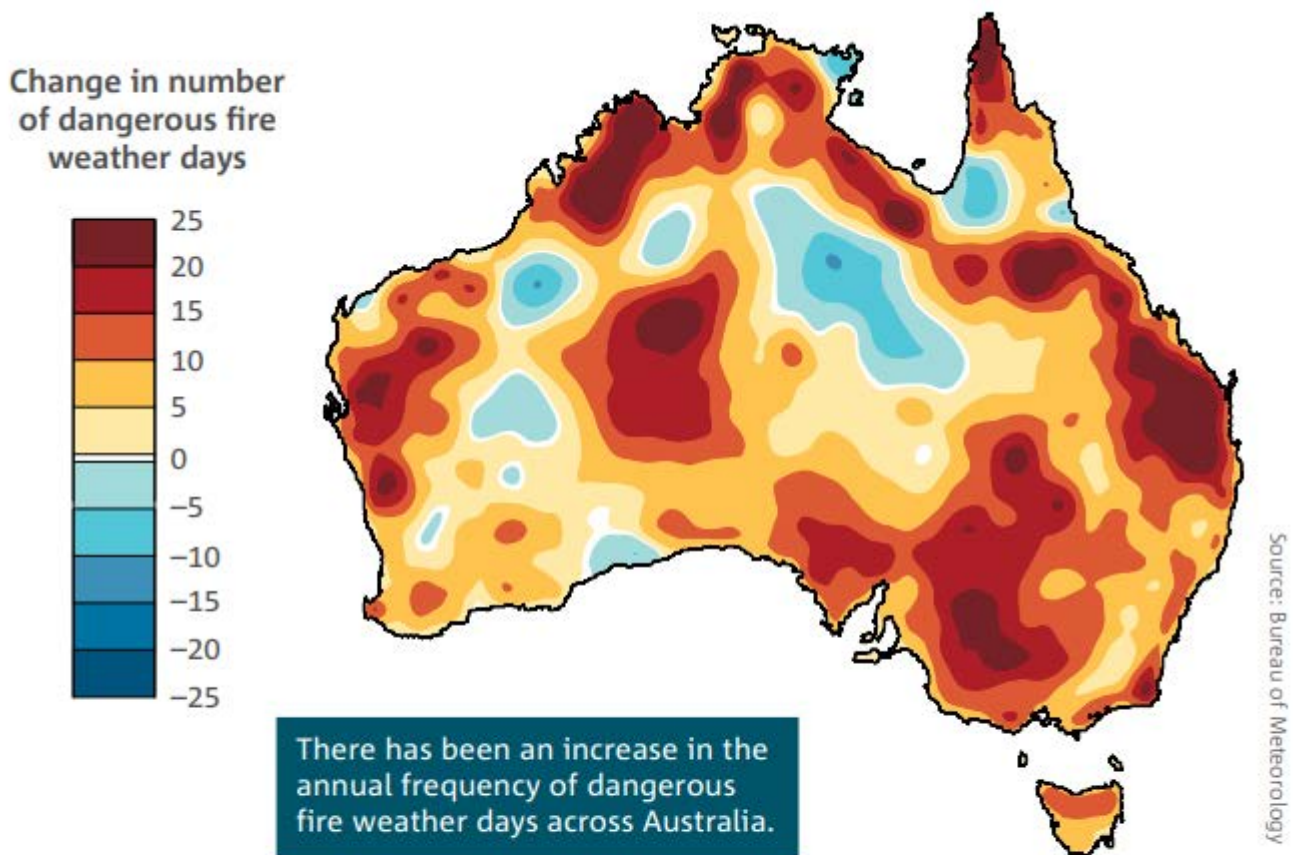 Change in number
of dangerous fire
weather days
25
20
15
10
5
0
−5
−10
−15
−20
−25
There has been an increase in the
annual frequency of dangerous
fire weather days across Australia.
Source: Bureau of Meteorology